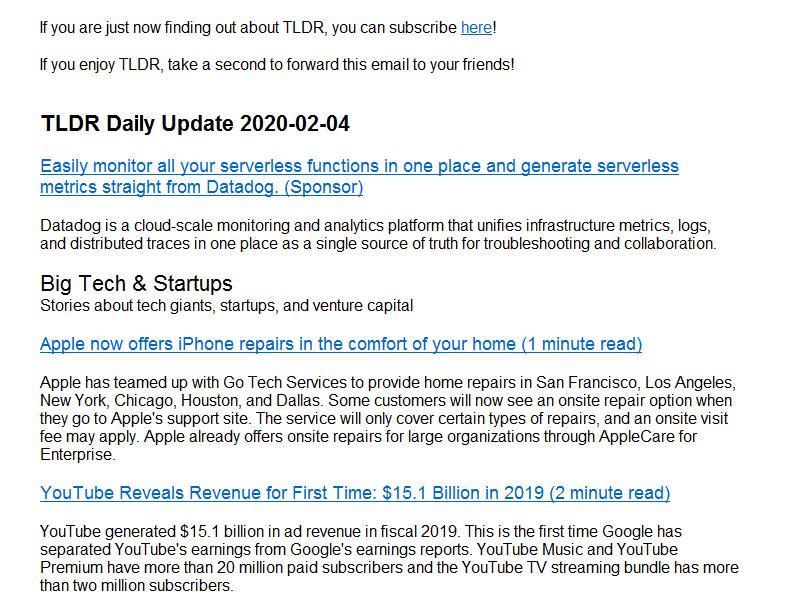 If you are just now finding out about TLDR, you can subscribe here!
If you enjoy TLDR, take a second to forward this email to your friends!
TLDR Daily Update 2020-02-04
Easily monitor all your serverless functions in one place and generate serverless
metrics straight from Datadog. (Sponsor)
Datadog is a cloud-scale monitoring and analytics platform that unifies infrastructure metrics, logs,
and distributed traces in one place as a single source of truth for troubleshooting and collaboration.
Big Tech & Startups
Stories about tech giants, startups, and venture capital
Apple now offers iPhone repairs in the comfort of your home (1 minute read)
Apple has teamed up with Go Tech Services to provide home repairs in San Francisco, Los Angeles,
New York, Chicago, Houston, and Dallas. Some customers will now see an onsite repair option when
they go to Apple's support site. The service will only cover certain types of repairs, and an onsite visit
fee may apply. Apple already offers onsite repairs for large organizations through AppleCare for
Enterprise.
YouTube Reveals Revenue for First Time: $15.1 Billion in 2019 (2 minute read)
YouTube generated $15.1 billion in ad revenue in fiscal 2019. This is the first time Google has
separated YouTube's earnings from Google's earnings reports. YouTube Music and YouTube
Premium have more than 20 million paid subscribers and the YouTube TV streaming bundle has more
than two million subscribers.